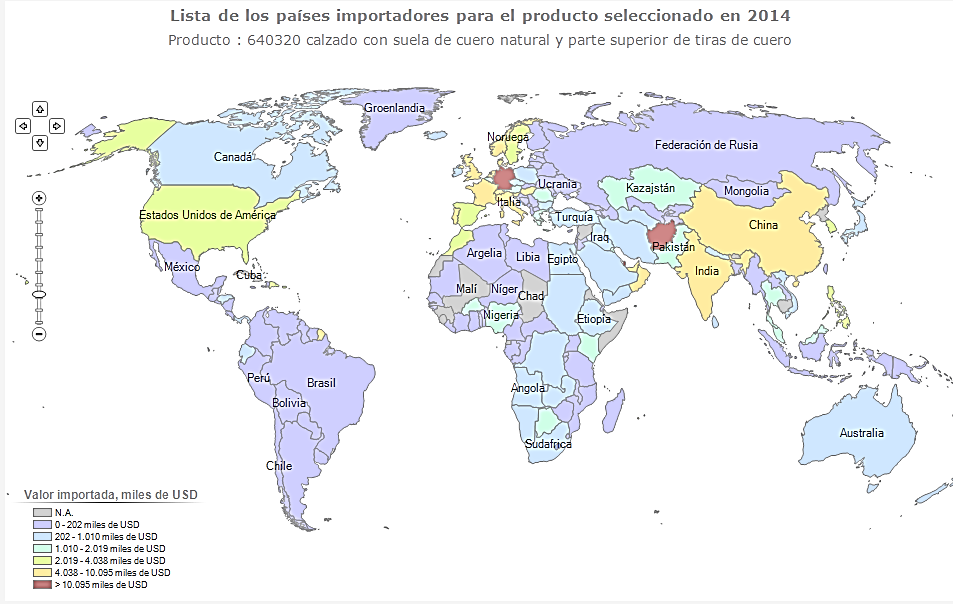 Lista de los países importadores para el producto seleccionado en 2014
Producto : 640320 calzado con suela de cuero natural y parte superior de tiras de cuero
Groenlandia
Noruega
Federación de Rusia
Canadá
Ucrania
Kazajstán
Mongolia
Italia
Estados Unidos de América
Turquía
China
Iraq
Pakistán
Argelia
Libia
Egipto
México
India
Cuba
Malí
Níger
Chad
Nigeria
Etiopia
Perú
Brasil
Angola
Bolivia
Australia
Sudafrica
Chile
Valor importada, miles de USD
N.A.
0 - 202 miles de USD
202 - 1.010 miles de USD
1.010 - 2.019 miles de USD
2.019 - 4.038 miles de USD
4.038 - 10.095 miles de USD
> 10.095 miles de USD